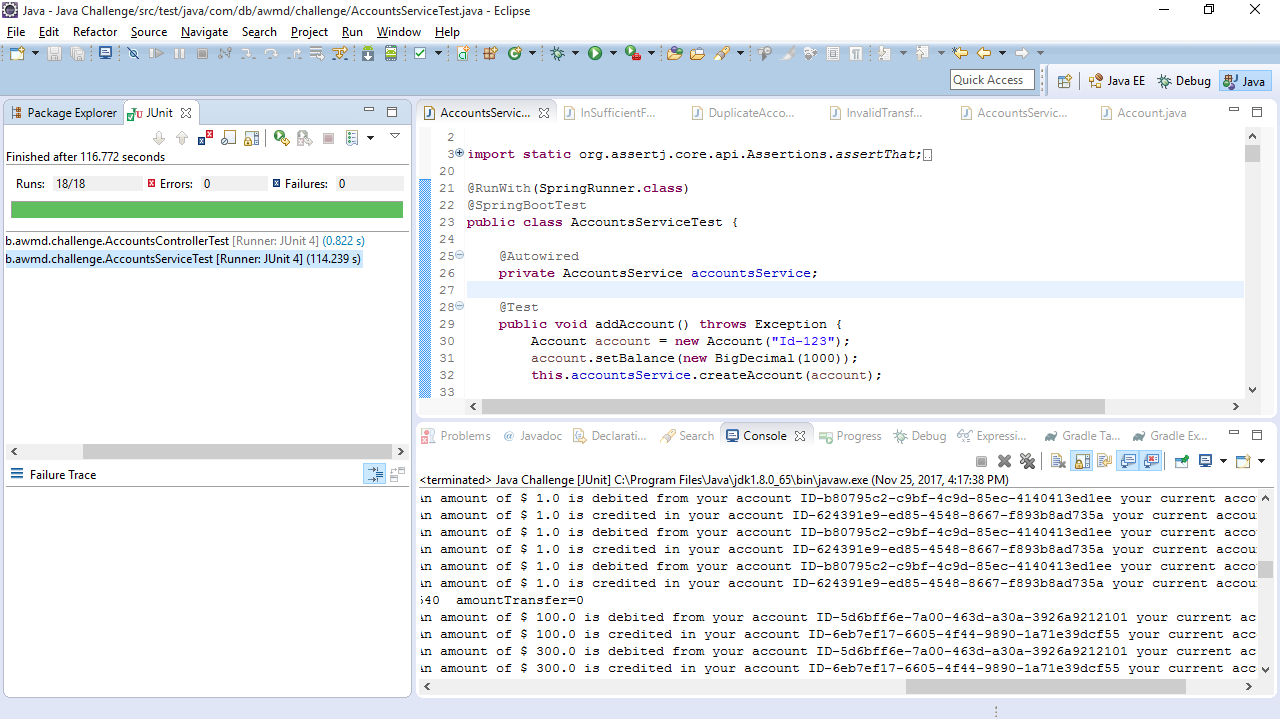 Java - Java Challenge/src/test/java/com/db/awmd/challenge/AccountsServiceTest.java - Eclipse
File Edit Refactor Source Navigate Search Project Run Window Help
Quick Access Java EE Debug Java
Package Explorer JUnit
Finished after 116.772 seconds
Runs: 18/18 Errors: 0 Failures: 0
b.awmd.challenge.AccountsControllerTest [Runner: JUnit 4] (0.822 s)
b.awmd.challenge.AccountsServiceTest [Runner: JUnit 4] (114.239 s)
Failure Trace
AccountsServic... InSufficientF... DuplicateAcco... InvalidTransf... AccountsServic... Account.java
2
3 import static org.assertj.core.api.Assertions.assertThat;
20
21 @RunWith(SpringRunner.class)
22 @SpringBootTest
23 public class AccountsServiceTest {
24
25 @Autowired
26 private AccountsService accountsService;
27
28 @Test
29 public void addAccount() throws Exception {
30 Account account = new Account("Id-123");
31 account.setBalance(new BigDecimal(1000));
32 this.accountsService.createAccount(account);
33
Problems @ Javadoc Declarati... Search Console Progress Debug Expressi... Gradle Ta... Gradle Ex...
<terminated> Java Challenge [JUnit] C:\Program Files\Java\jdk1.8.0_65\bin\javaw.exe (Nov 25, 2017, 4:17:38 PM)
An amount of $ 1.0 is debited from your account ID-b80795c2-c9bf-4c9d-85ec-4140413ed1ee your current accou
An amount of $ 1.0 is credited in your account ID-624391e9-ed85-4548-8667-f893b8ad735a your current accou
An amount of $ 1.0 is debited from your account ID-b80795c2-c9bf-4c9d-85ec-4140413ed1ee your current accou
An amount of $ 1.0 is credited in your account ID-624391e9-ed85-4548-8667-f893b8ad735a your current accou
An amount of $ 1.0 is debited from your account ID-b80795c2-c9bf-4c9d-85ec-4140413ed1ee your current accou
An amount of $ 1.0 is credited in your account ID-624391e9-ed85-4548-8667-f893b8ad735a your current accou
640 amountTransfer=0
An amount of $ 100.0 is debited from your account ID-5d6bff6e-7a00-463d-a30a-3926a9212101 your current acc
An amount of $ 100.0 is credited in your account ID-6eb7ef17-6605-4f44-9890-1a71e39dcf55 your current acc
An amount of $ 300.0 is debited from your account ID-5d6bff6e-7a00-463d-a30a-3926a9212101 your current acc
An amount of $ 300.0 is credited in your account ID-6eb7ef17-6605-4f44-9890-1a71e39dcf55 your current acc